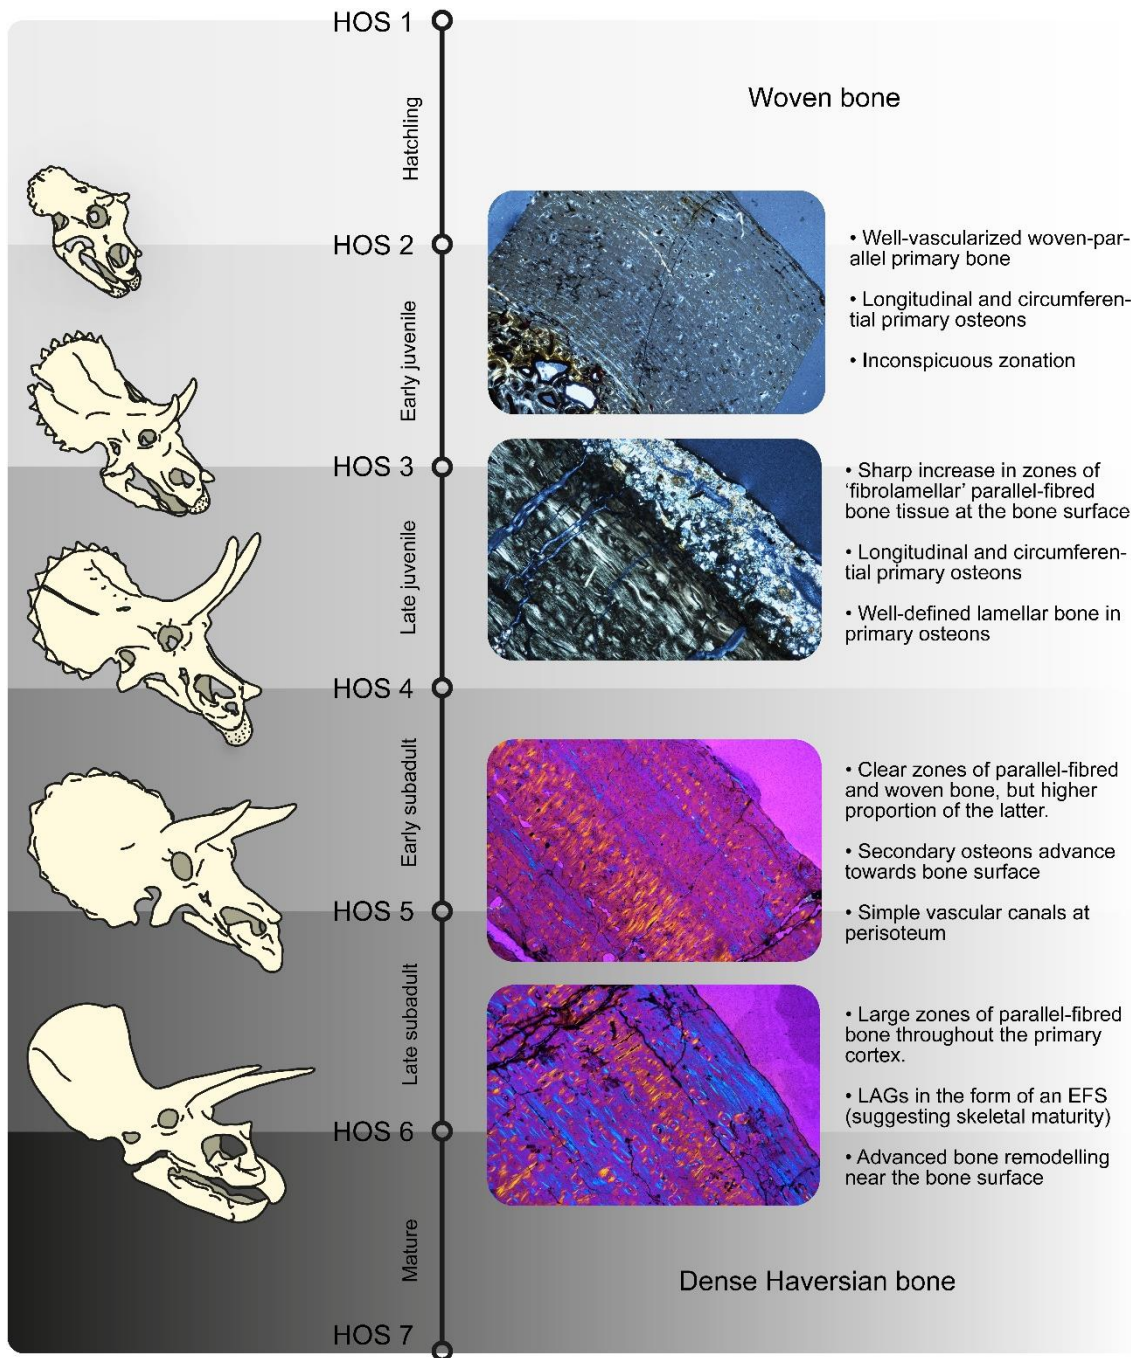 HOS 1
Hatchling
Woven bone
HOS 2
• Well-vascularized woven-par-
allel primary bone
• Longitudinal and circumferen-
tial primary osteons
• Inconspicuous zonation
Early juvenile
HOS 3
• Sharp increase in zones of
‘fibrolamellar’ parallel-fibred
bone tissue at the bone surface
• Longitudinal and circumferen-
tial primary osteons
• Well-defined lamellar bone in
primary osteons
Late juvenile
HOS 4
Early subadult
• Clear zones of parallel-fibred
and woven bone, but higher
proportion of the latter.
• Secondary osteons advance
towards bone surface
• Simple vascular canals at
perisoteum
HOS 5
Late subadult
• Large zones of parallel-fibred
bone throughout the primary
cortex.
• LAGs in the form of an EFS
(suggesting skeletal maturity)
• Advanced bone remodelling
near the bone surface
HOS 6
Mature
Dense Haversian bone
HOS 7